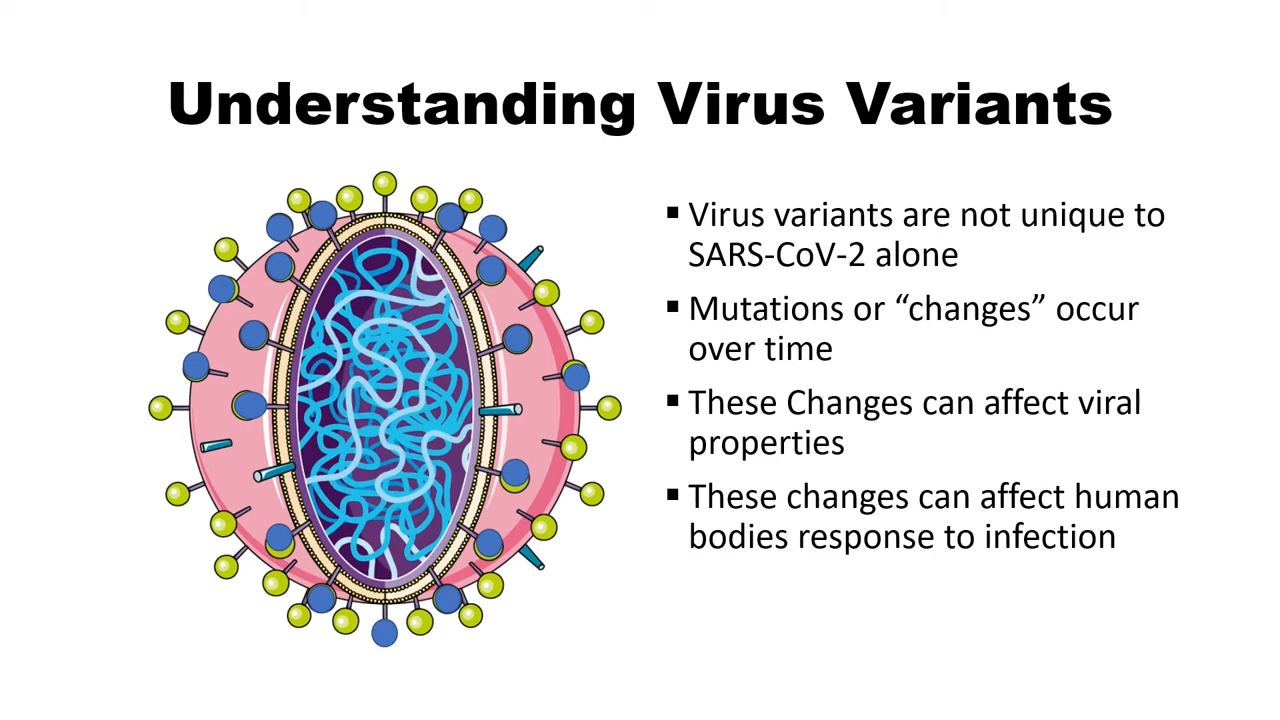 Understanding Virus Variants
▪ Virus variants are not unique to
SARS-CoV-2 alone
▪ Mutations or “changes” occur
over time
▪ These Changes can affect viral
properties
▪ These changes can affect human
bodies response to infection